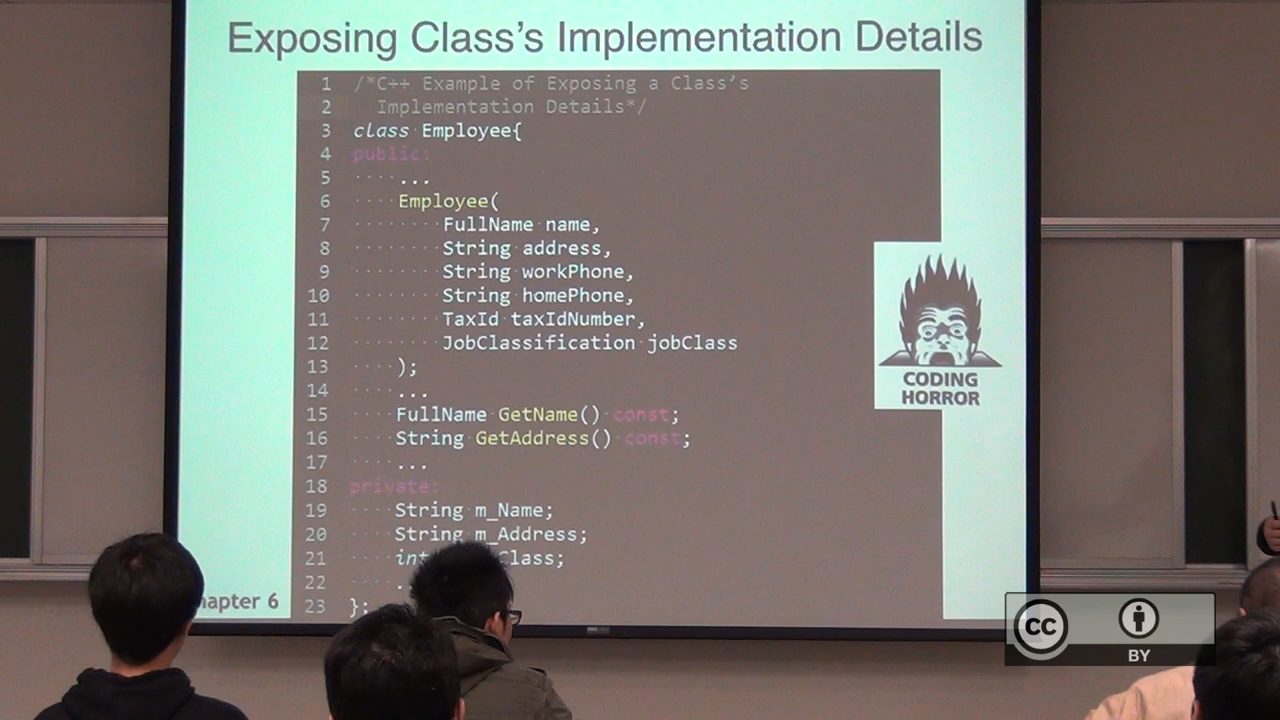 Exposing Class's Implementation Details
1 /*C++ Example of Exposing a Class's
2 Implementation Details*/
3 class Employee{
4 public:
5 ...
6 Employee(
7 FullName name,
8 String address,
9 String workPhone,
10 String homePhone,
11 TaxId taxIdNumber,
12 JobClassification jobClass
13 );
14 ...
15 FullName GetName() const;
16 String GetAddress() const;
17 ...
18 private:
19 String m_Name;
20 String m_Address;
21 int Class;
22 ..
23 };
CODING
HORROR
apter 6
CC
BY